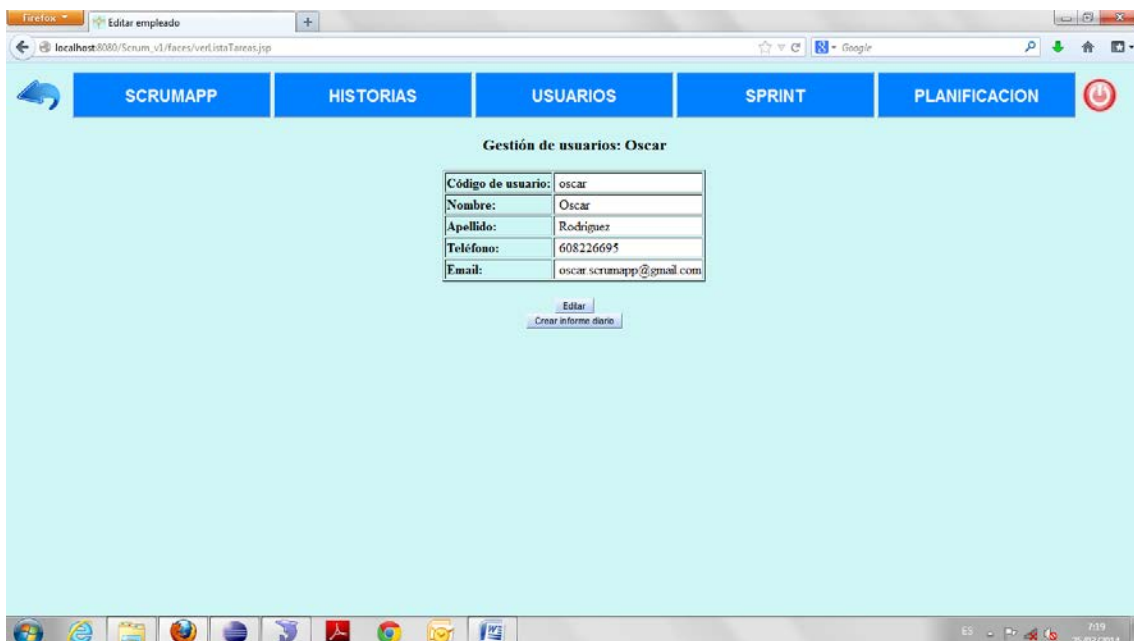 Firefox
Editar empleado
localhost:8080/Scrum_v1/faces/verListaTareas.jsp
Google
SCRUMAPP HISTORIAS USUARIOS SPRINT PLANIFICACION
Gestión de usuarios: Oscar
Código de usuario: oscar
Nombre: Oscar
Apellido: Rodriguez
Teléfono: 608226695
Email: oscar.scrumapp@gmail.com
Editar
Crear informe diario
ES
7:19